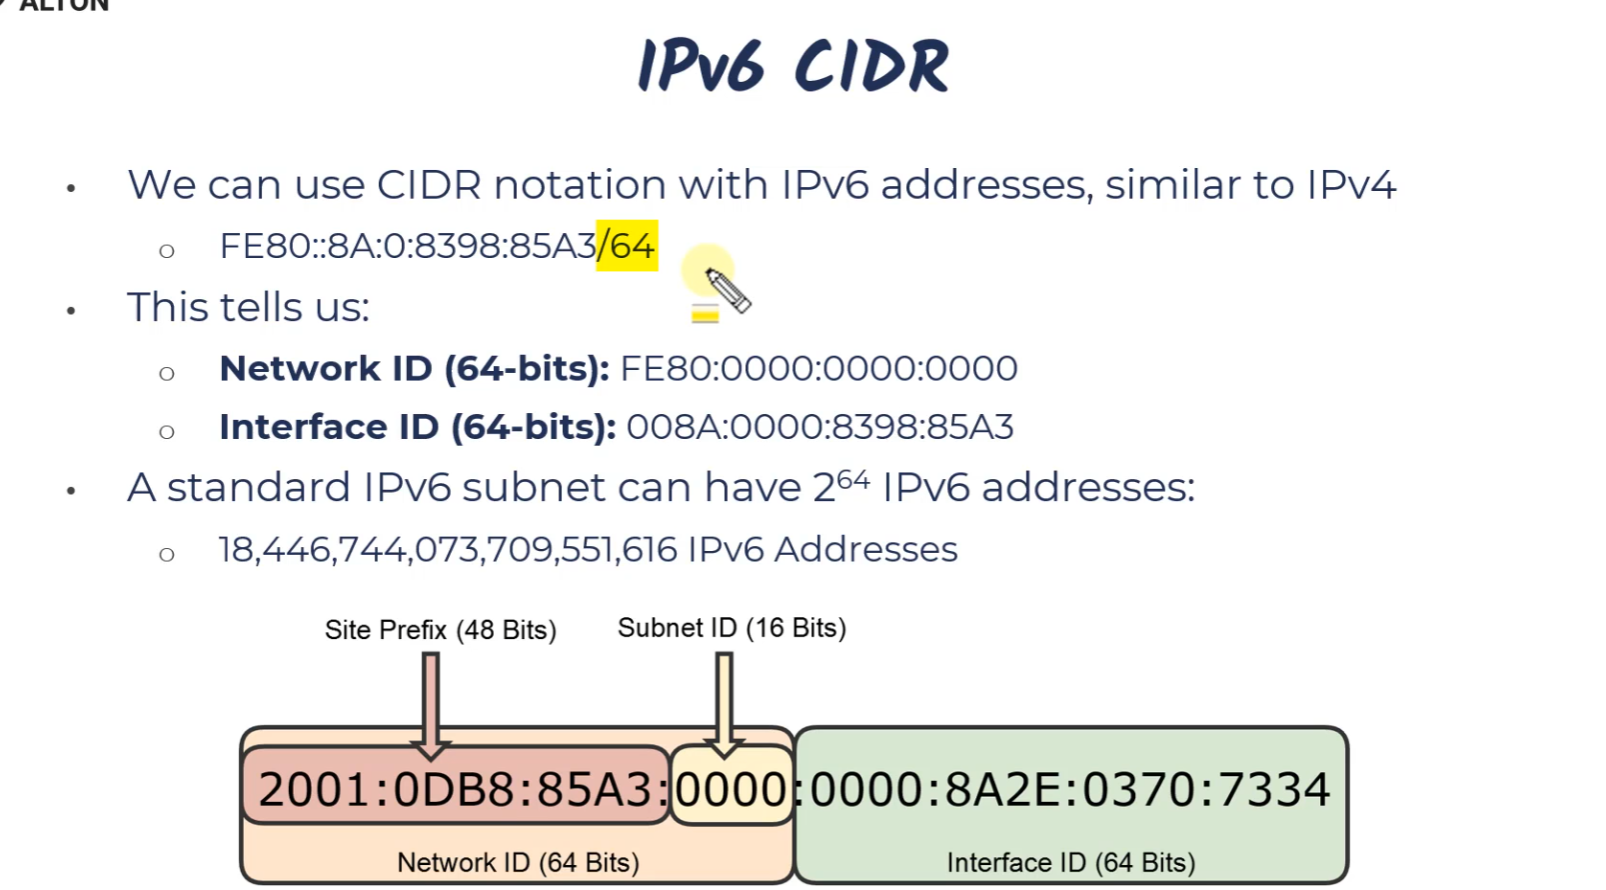 ALTON
IPv6 CIDR
• We can use CIDR notation with IPv6 addresses, similar to IPv4
○ FE80::8A:0:8398:85A3/64
• This tells us:
○ Network ID (64-bits): FE80:0000:0000:0000
○ Interface ID (64-bits): 008A:0000:8398:85A3
• A standard IPv6 subnet can have 2⁶⁴ IPv6 addresses:
○ 18,446,744,073,709,551,616 IPv6 Addresses
Site Prefix (48 Bits) Subnet ID (16 Bits)
2001:0DB8:85A3:0000:0000:8A2E:0370:7334
Network ID (64 Bits) Interface ID (64 Bits)